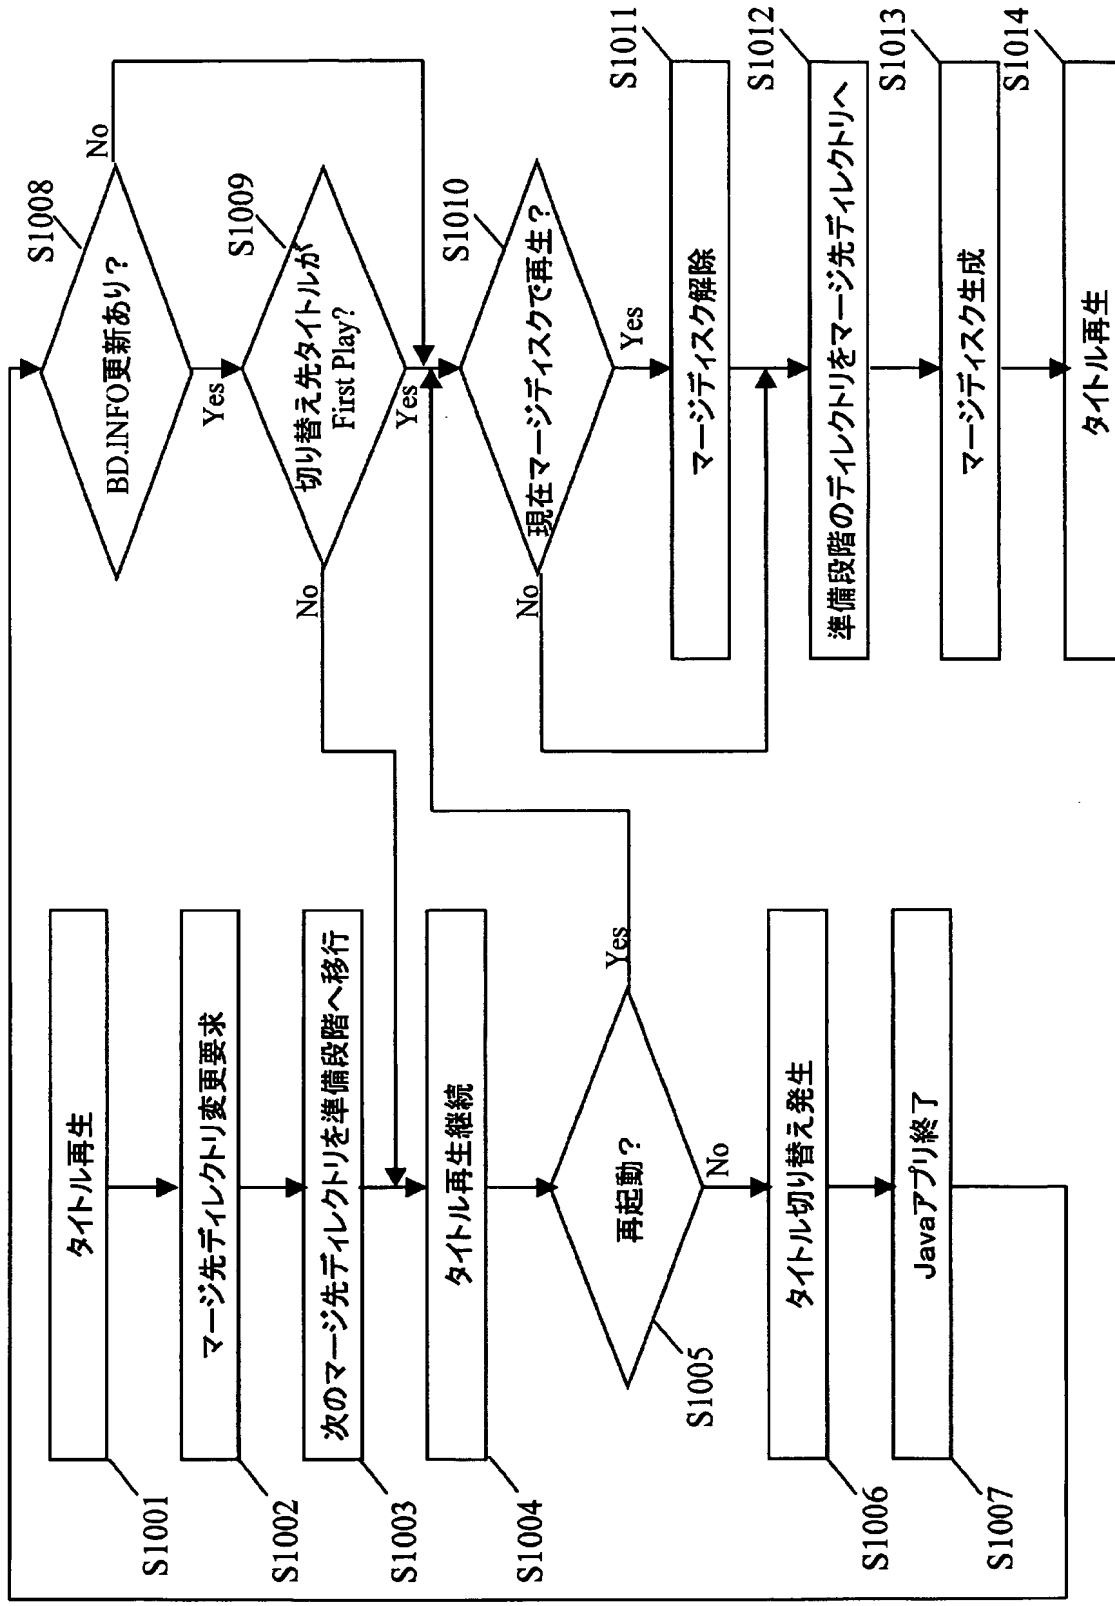 S1001
タイトル再生
S1002
マージ先ディレクトリ変更要求
S1003
次のマージ先ディレクトリを準備段階へ移行
S1004
タイトル再生継続
S1005
再起動？
Yes
No
S1006
タイトル切り替え発生
S1007
Javaアプリ終了
S1008
BD.INFO更新あり？
No
Yes
S1009
切り替え先タイトルが
First Play?
No
Yes
S1010
現在マージディスクで再生？
No
Yes
S1011
マージディスク解除
S1012
準備段階のディレクトリをマージ先ディレクトリへ
S1013
マージディスク生成
S1014
タイトル再生